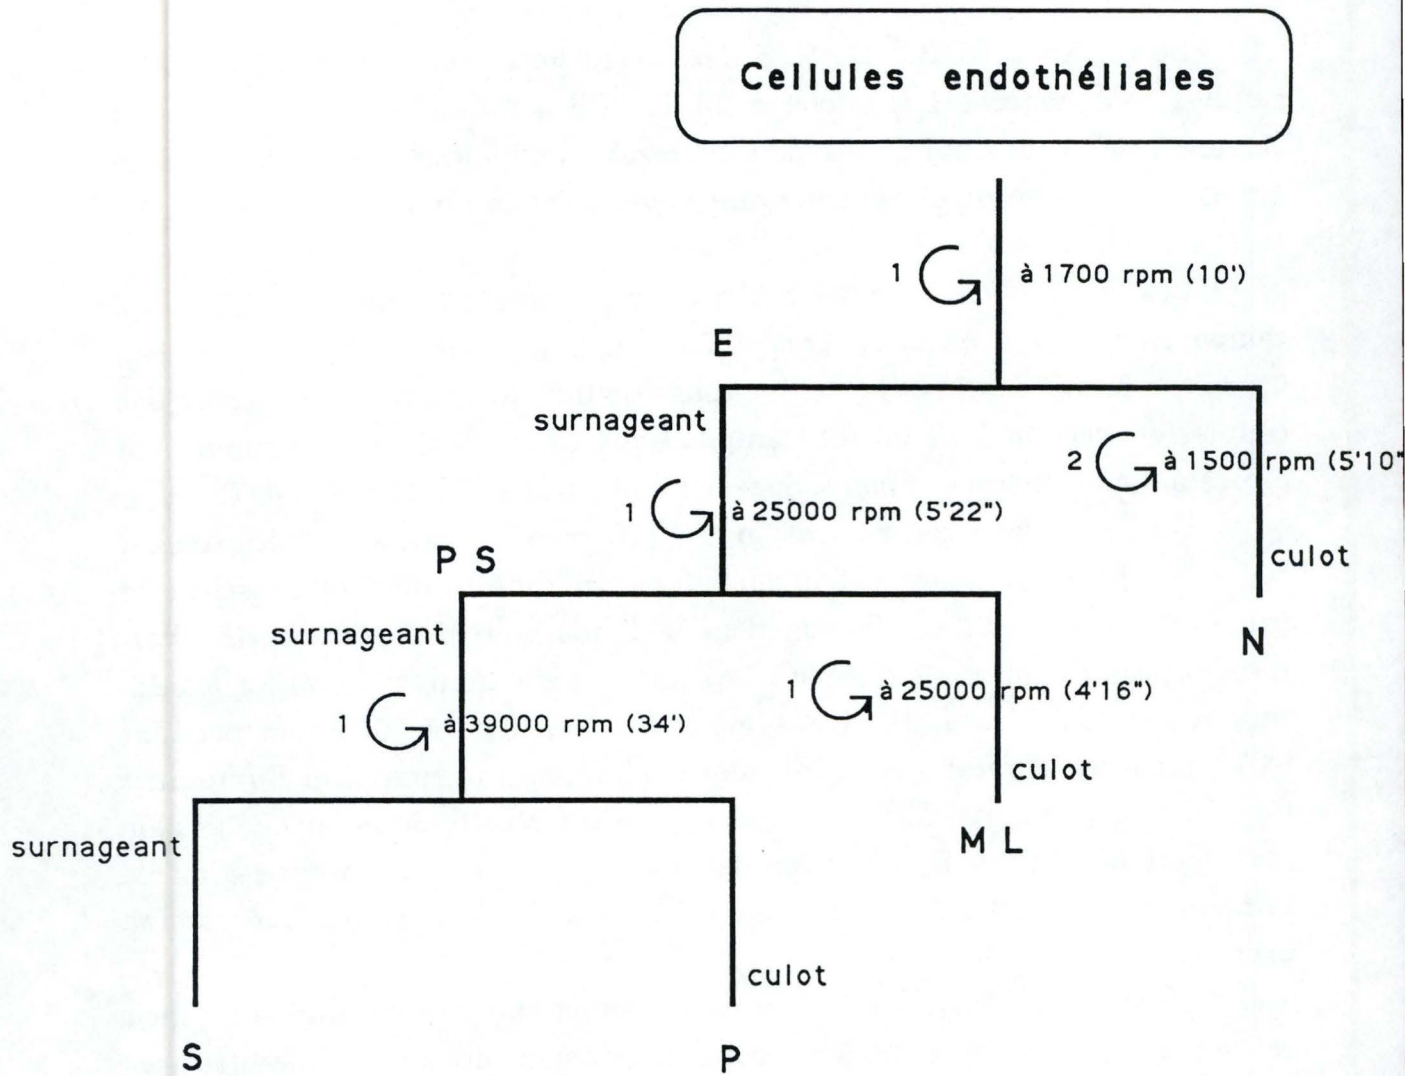 Cellules endothéliales
1 à 1700 rpm (10')
E
surnageant
2 à 1500 rpm (5'10"
1 à 25000 rpm (5'22")
culot
P S
surnageant
N
1 à 25000 rpm (4'16")
1 à 39000 rpm (34')
culot
surnageant
M L
culot
S
P